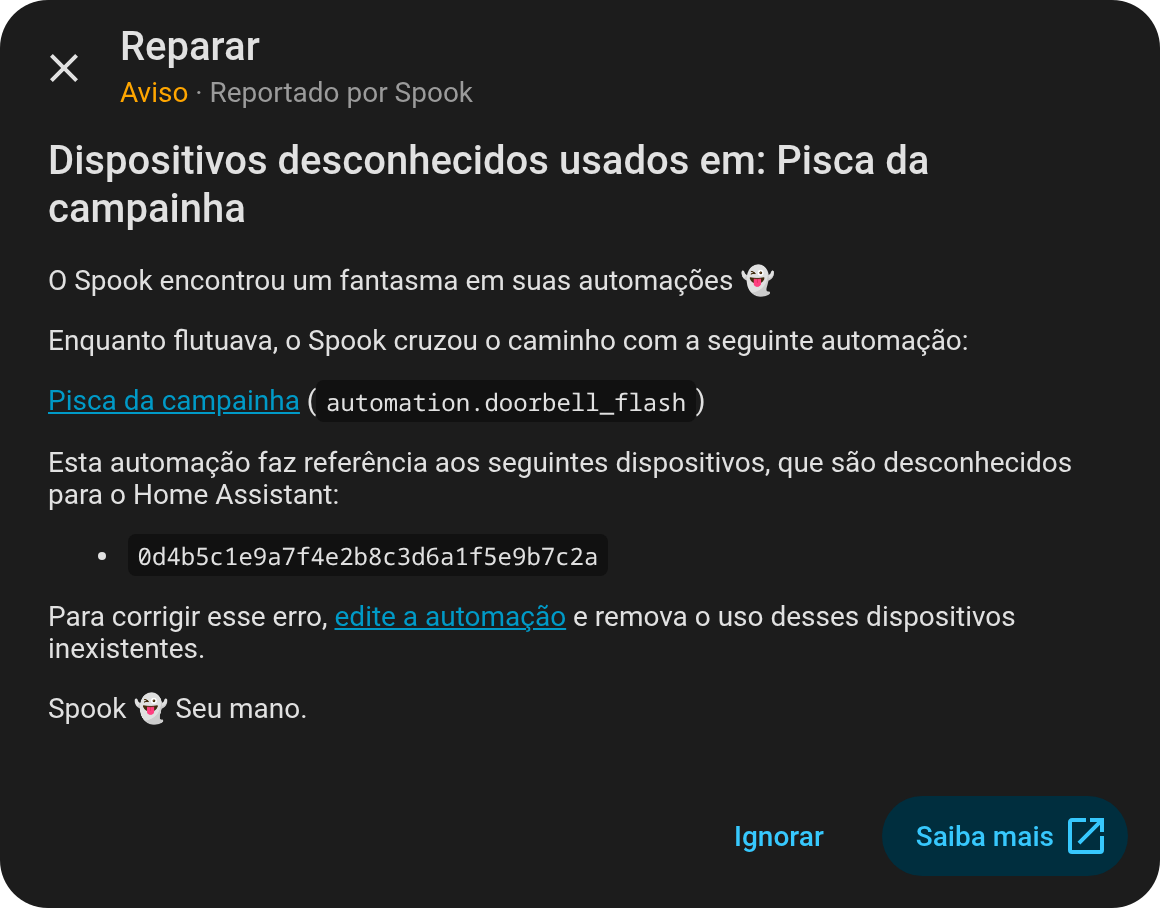 Reparar
Aviso · Reportado por Spook
Dispositivos desconhecidos usados em: Pisca da
campainha
O Spook encontrou um fantasma em suas automações 👻
Enquanto flutuava, o Spook cruzou o caminho com a seguinte automação:
Pisca da campainha (automation.doorbell_flash)
Esta automação faz referência aos seguintes dispositivos, que são desconhecidos
para o Home Assistant:
• 0d4b5c1e9a7f4e2b8c3d6a1f5e9b7c2a
Para corrigir esse erro, edite a automação e remova o uso desses dispositivos
inexistentes.
Spook 👻 Seu mano.
Ignorar
Saiba mais